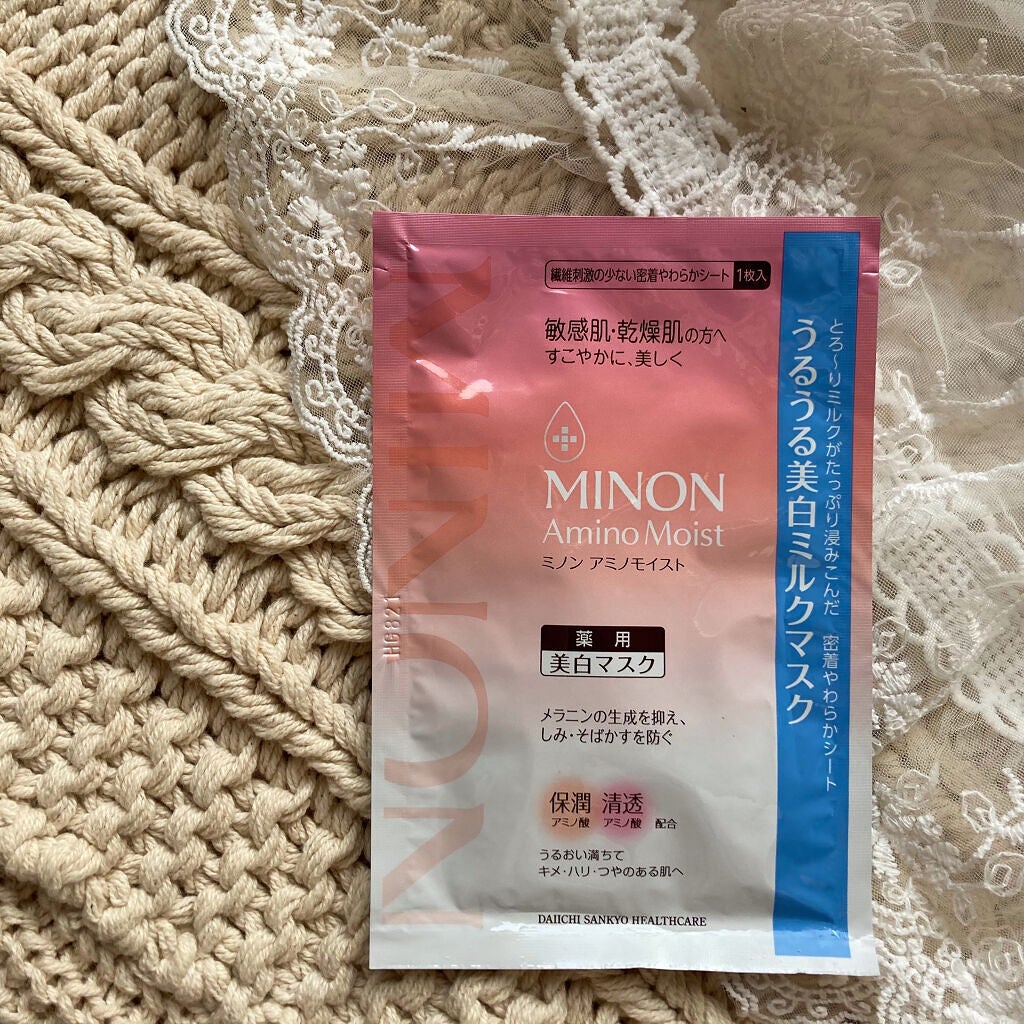 繊維刺激の少ない密着やわらかシート 1枚入
敏感肌・乾燥肌の方へ
すこやかに、美しく
MINON
Amino Moist
ミノン アミノモイスト
薬用
美白マスク
メラニンの生成を抑え、
しみ・そばかすを防ぐ
保潤 清透
アミノ酸 アミノ酸 配合
うるおい満ちて
キメ・ハリ・つやのある肌へ
DAIICHI SANKYO HEALTHCARE
とろ〜りミルクがたっぷり浸みこんだ 密着やわらかシート
うるうる美白ミルクマスク
MINON
HG821